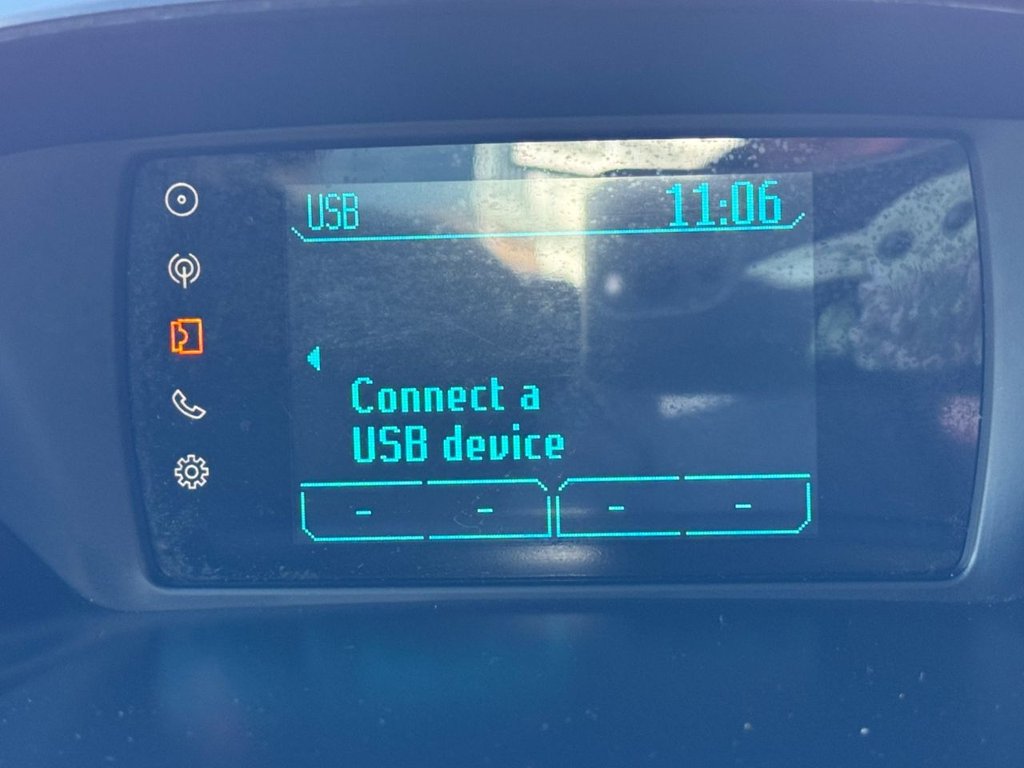 USB 11:06
Connect a
USB device
- - - -